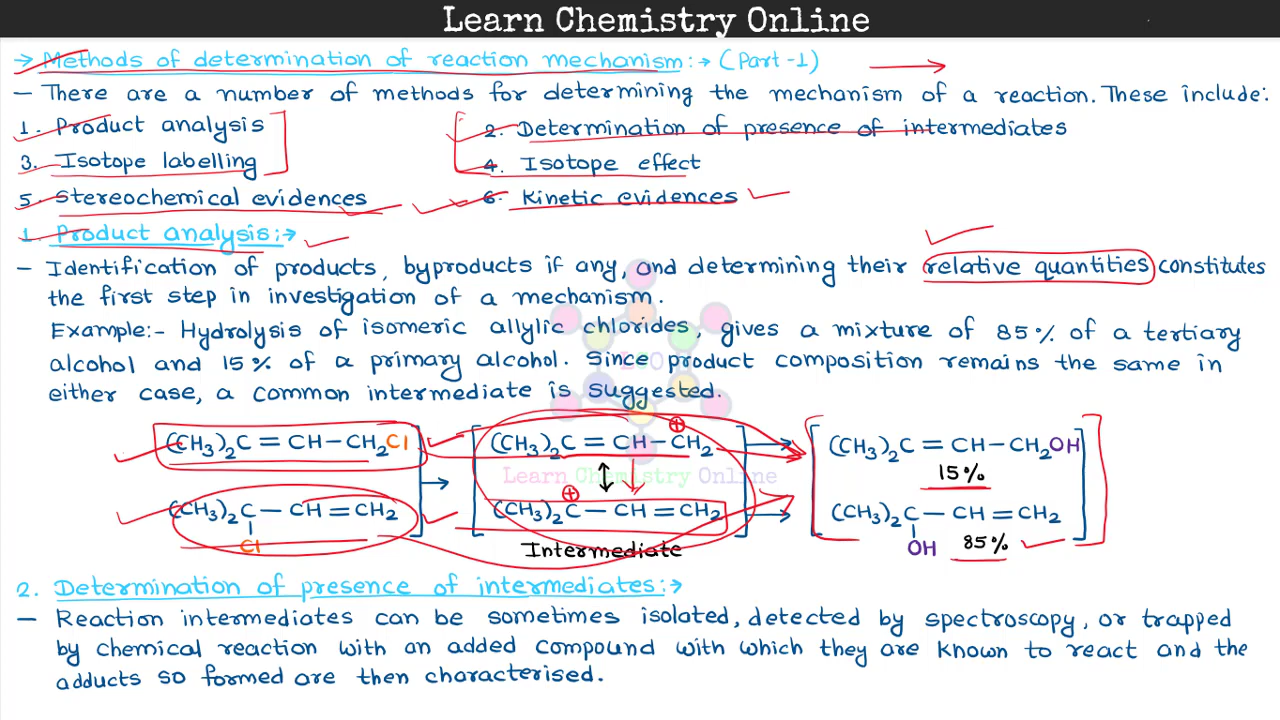 Learn Chemistry Online
→ Methods of determination of reaction mechanism:→ (Part-1)
- There are a number of methods for determining the mechanism of a reaction. These include:
1. Product analysis 2. Determination of presence of intermediates
3. Isotope labelling 4. Isotope effect
5. Stereochemical evidences 6. Kinetic evidences
1. Product analysis:→
- Identification of products, byproducts if any, and determining their relative quantities constitutes
the first step in investigation of a mechanism.
Example:- Hydrolysis of isomeric allylic chlorides, gives a mixture of 85% of a tertiary
alcohol and 15% of a primary alcohol. Since product composition remains the same in
either case, a common intermediate is suggested.
(CH3)2C = CH - CH2Cl (CH3)2C = CH - CH2 ⊕ (CH3)2C = CH - CH2OH
15%
Learn Chemistry Online
(CH3)2C - CH = CH2 (CH3)2C ⊕ - CH = CH2 (CH3)2C - CH = CH2
Cl Intermediate OH 85%
2. Determination of presence of intermediates:→
- Reaction intermediates can be sometimes isolated, detected by spectroscopy, or trapped
by chemical reaction with an added compound with which they are known to react and the
adducts so formed are then characterised.